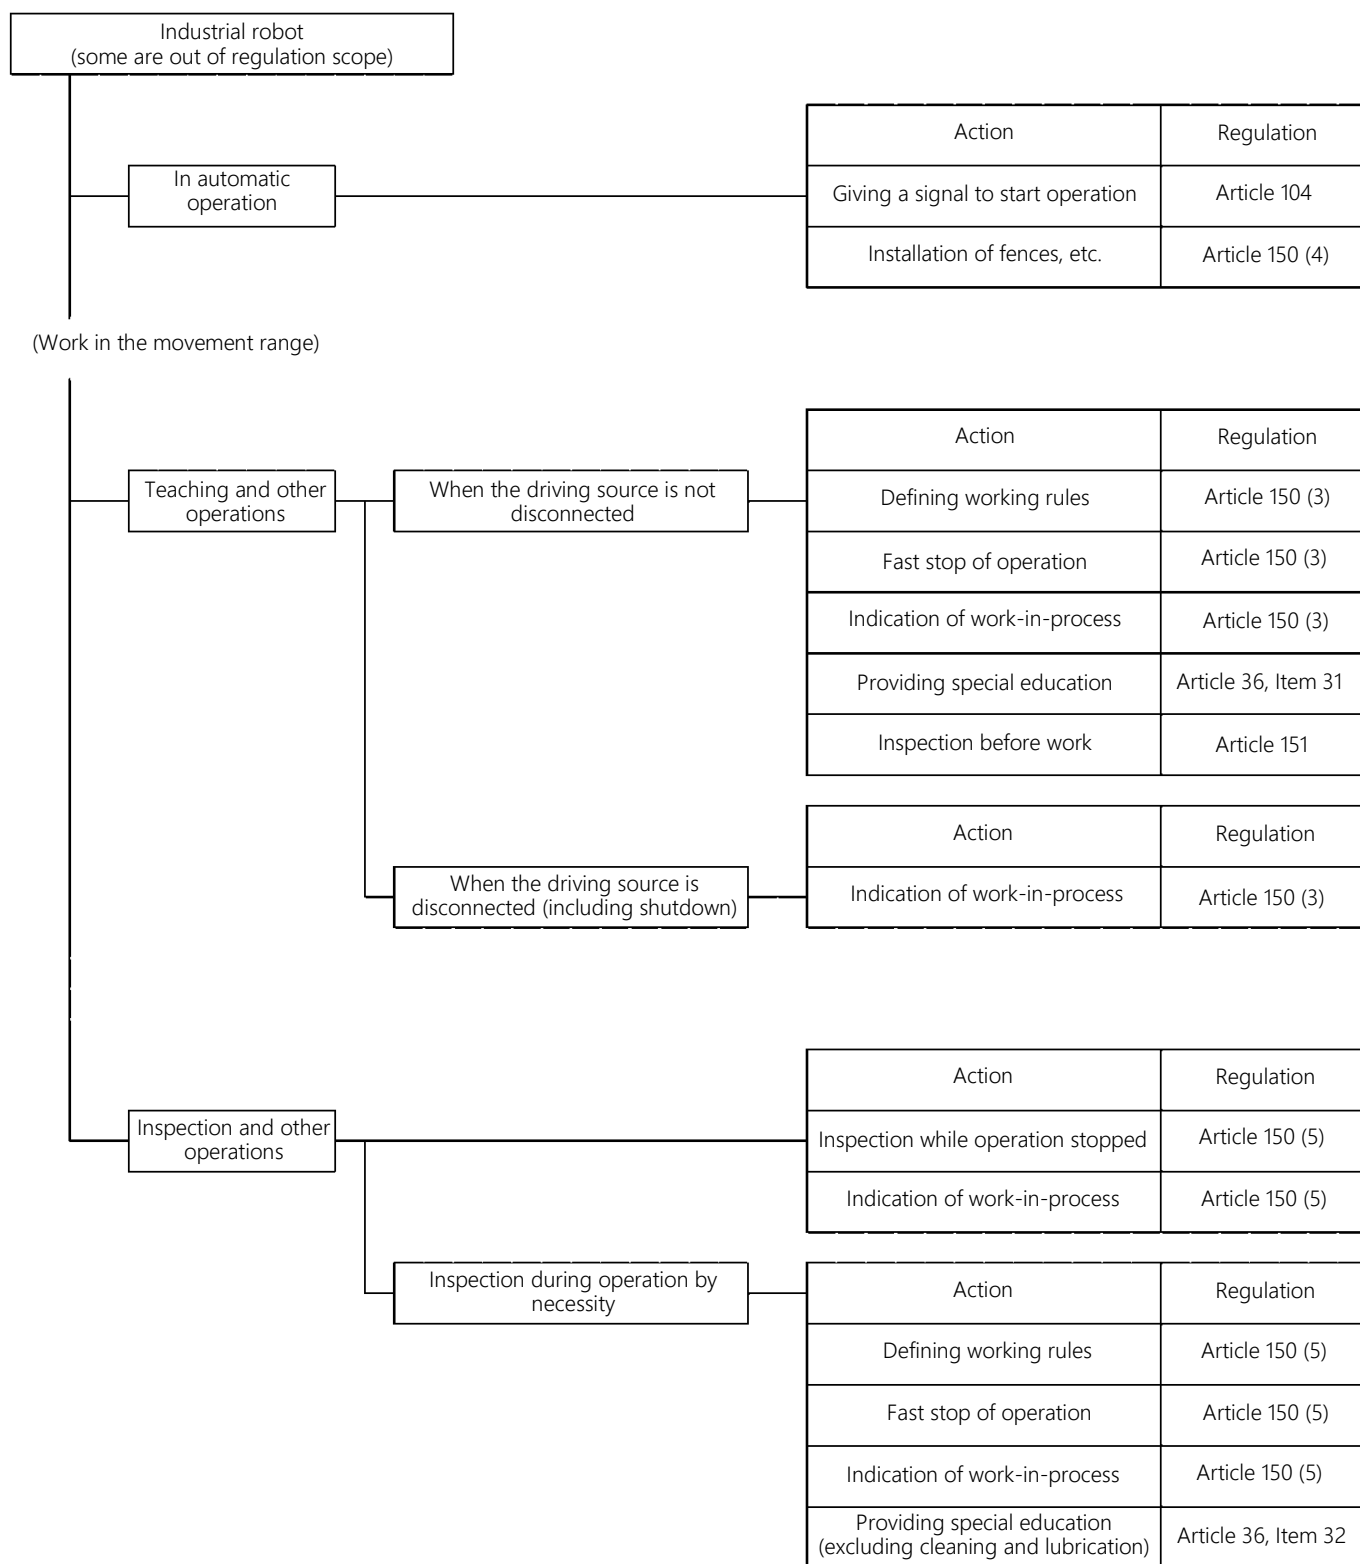 Industrial robot
(some are out of regulation scope)
Action
Regulation
In automatic
operation
Giving a signal to start operation
Article 104
Installation of fences, etc.
Article 150 (4)
(Work in the movement range)
Action
Regulation
Teaching and other
operations
When the driving source is not
disconnected
Defining working rules
Article 150 (3)
Fast stop of operation
Article 150 (3)
Indication of work-in-process
Article 150 (3)
Providing special education
Article 36, Item 31
Inspection before work
Article 151
Action
Regulation
When the driving source is
disconnected (including shutdown)
Indication of work-in-process
Article 150 (3)
Action
Regulation
Inspection and other
operations
Inspection while operation stopped
Article 150 (5)
Indication of work-in-process
Article 150 (5)
Inspection during operation by
necessity
Action
Regulation
Defining working rules
Article 150 (5)
Fast stop of operation
Article 150 (5)
Indication of work-in-process
Article 150 (5)
Providing special education
(excluding cleaning and lubrication)
Article 36, Item 32